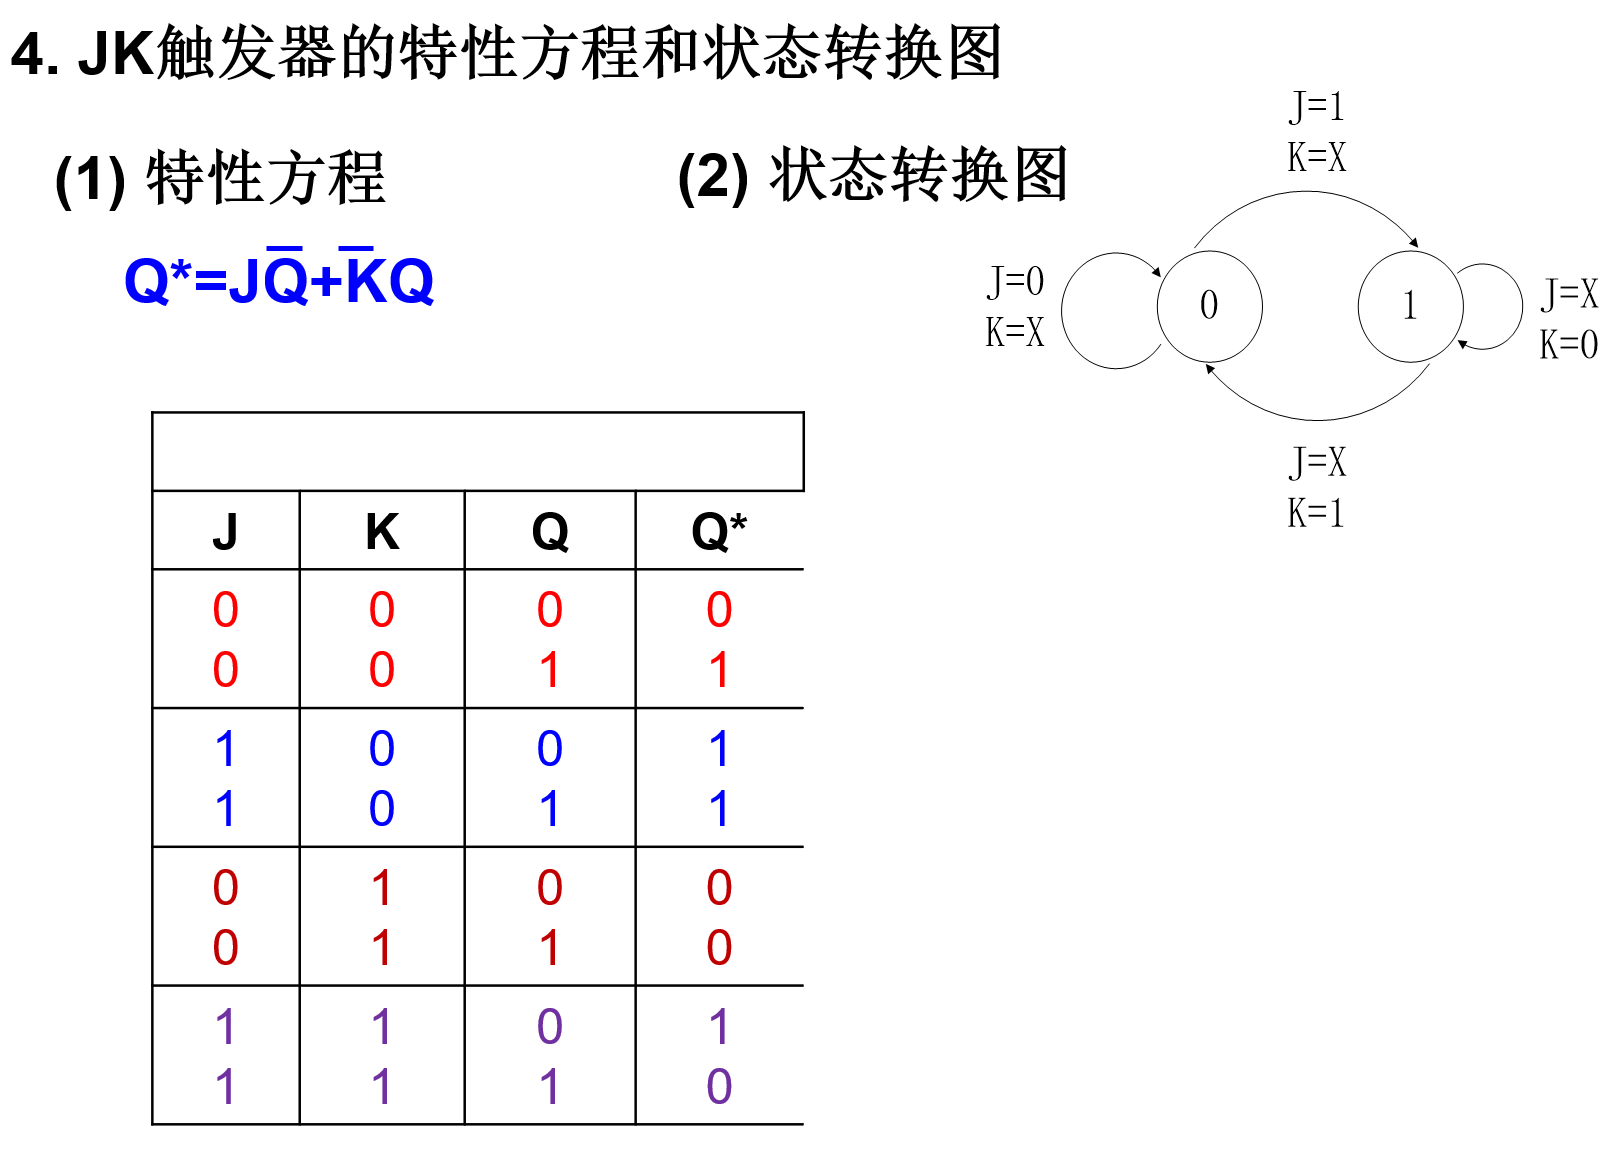 4. JK触发器的特性方程和状态转换图
(1) 特性方程
Q*=JQ̅+K̅Q
(2) 状态转换图
J=1
K=X
J=0
K=X
0
1
J=X
K=0
J=X
K=1
J K Q Q*
0 0 0 0
0 0 1 1
1 0 0 1
1 0 1 1
0 1 0 0
0 1 1 0
1 1 0 1
1 1 1 0